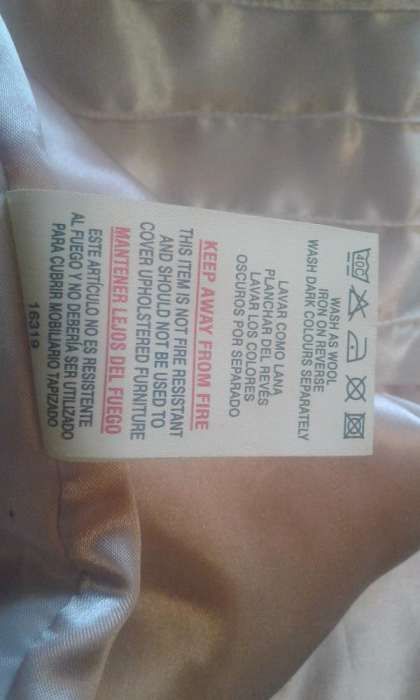 40C
WASH AS WOOL
IRON ON REVERSE
WASH DARK COLOURS SEPARATELY
LAVAR COMO LANA
PLANCHAR DEL REVÉS
LAVAR LOS COLORES
OSCUROS POR SEPARADO
KEEP AWAY FROM FIRE
THIS ITEM IS NOT FIRE RESISTANT
AND SHOULD NOT BE USED TO
COVER UPHOLSTERED FURNITURE
MANTENER LEJOS DEL FUEGO
ESTE ARTÍCULO NO ES RESISTENTE
AL FUEGO Y NO DEBERÍA SER UTILIZADO
PARA CUBRIR MOBILIARIO TAPIZADO
16319